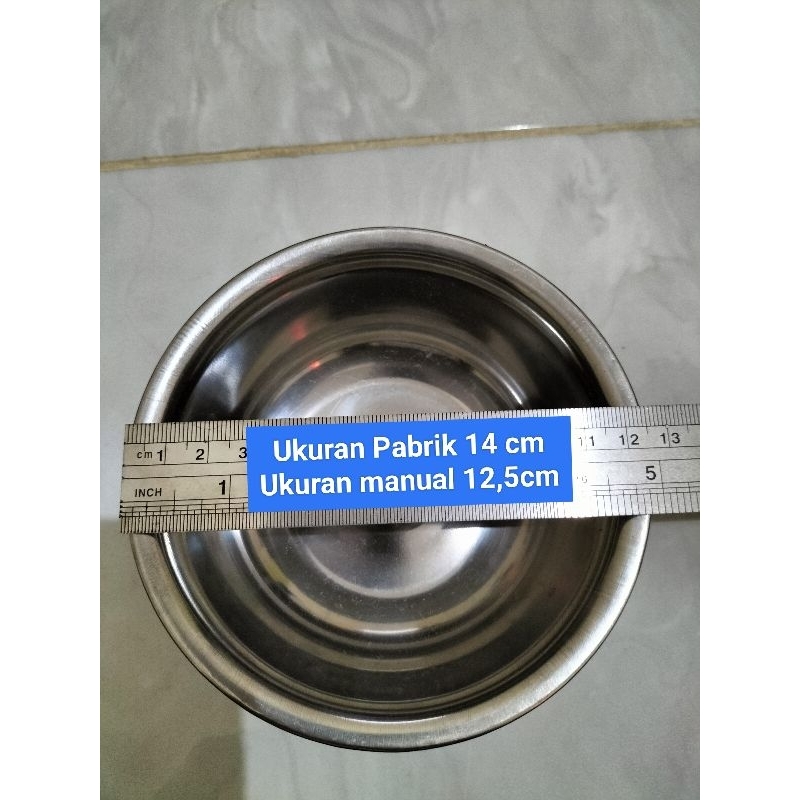 Ukuran Pabrik 14 cm
Ukuran manual 12,5cm
cm 1 2 3 11 12 13
INCH 1 5